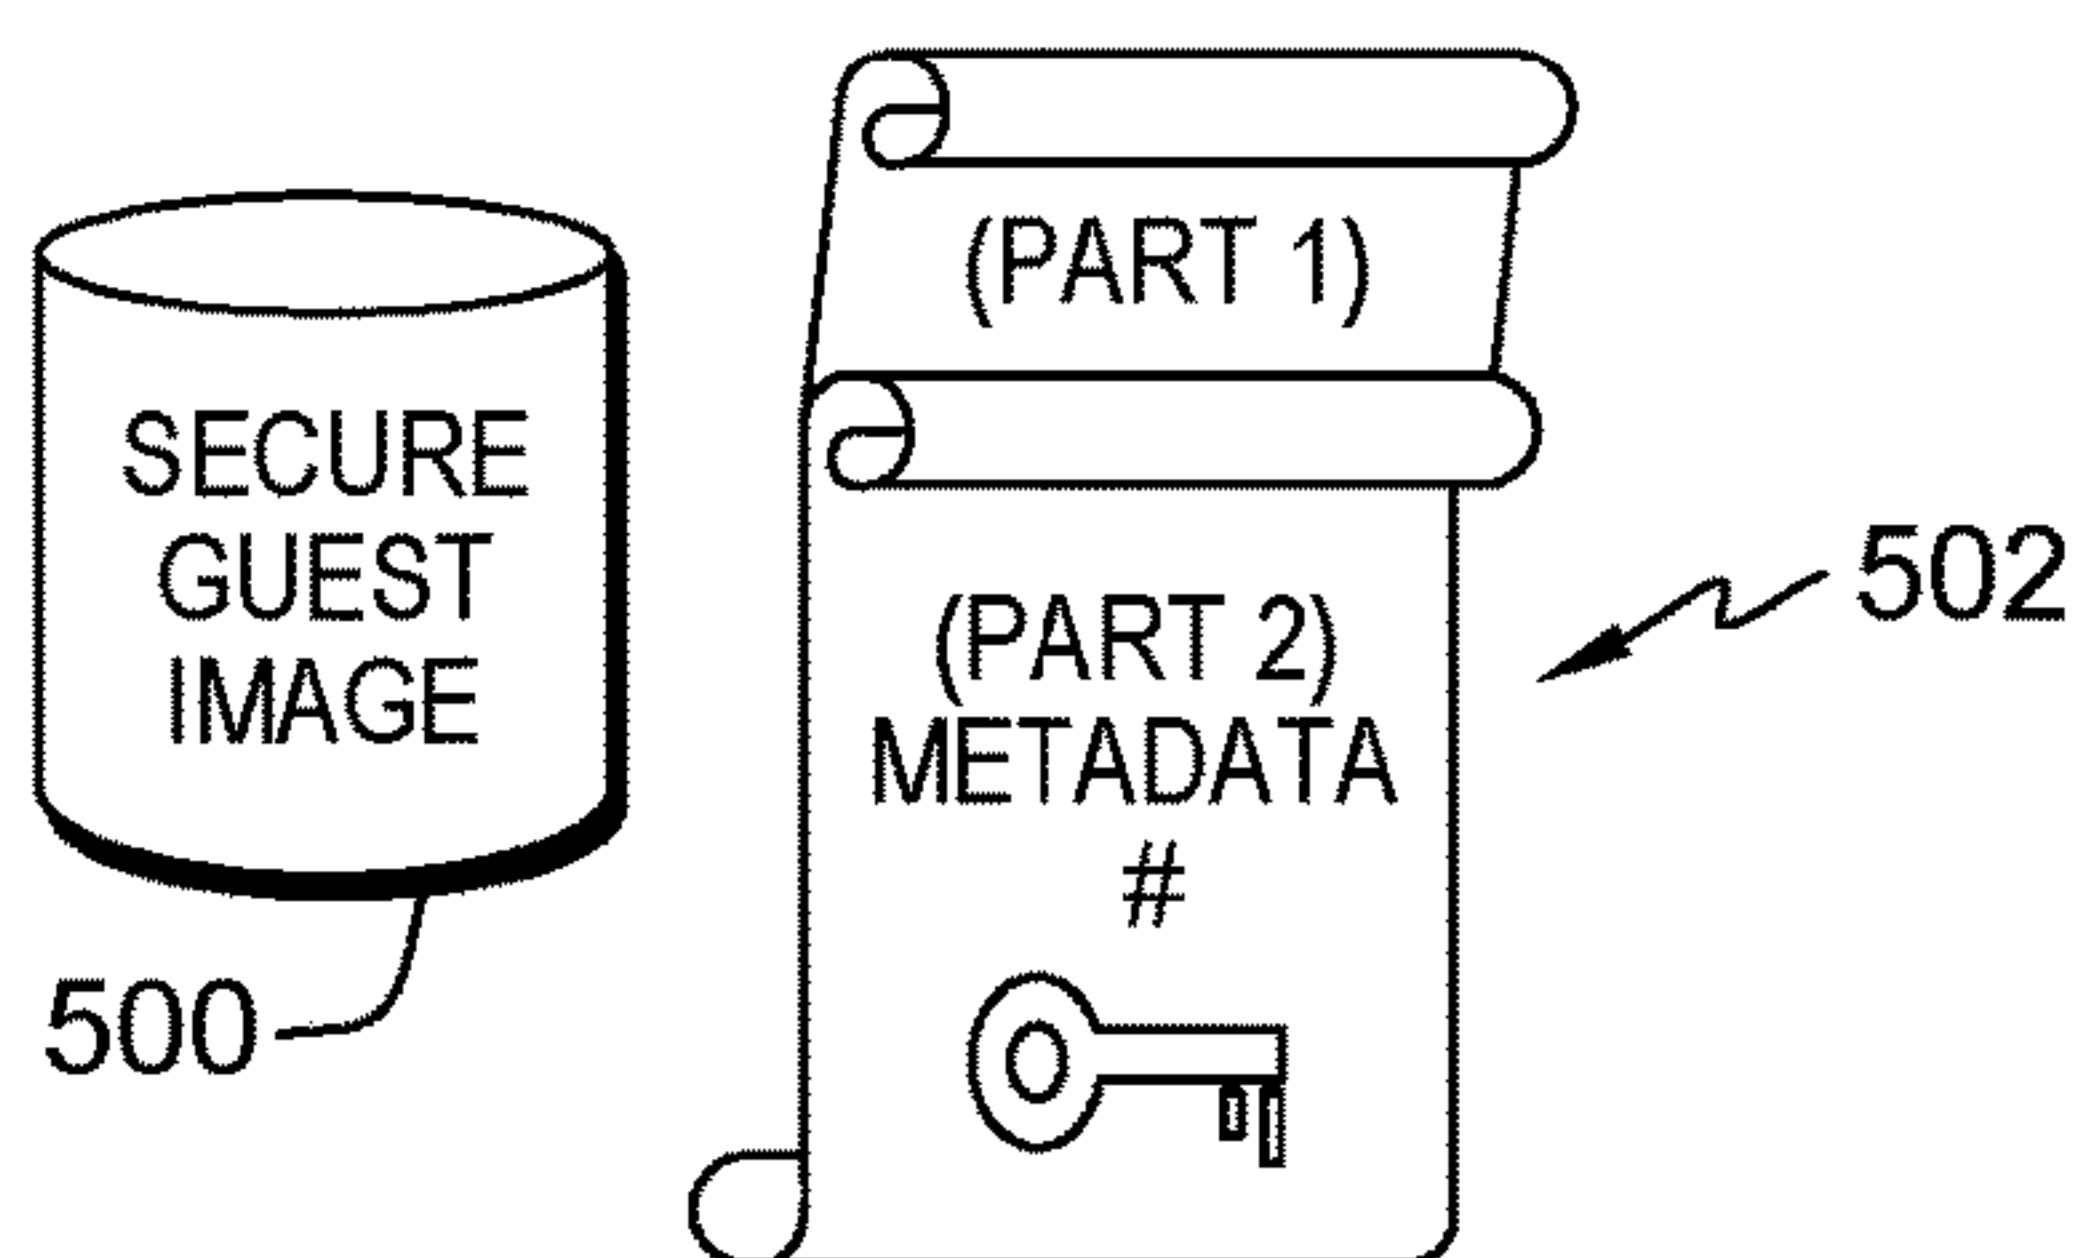 SECURE
GUEST
IMAGE
500
(PART 1)
(PART 2)
METADATA
#
502